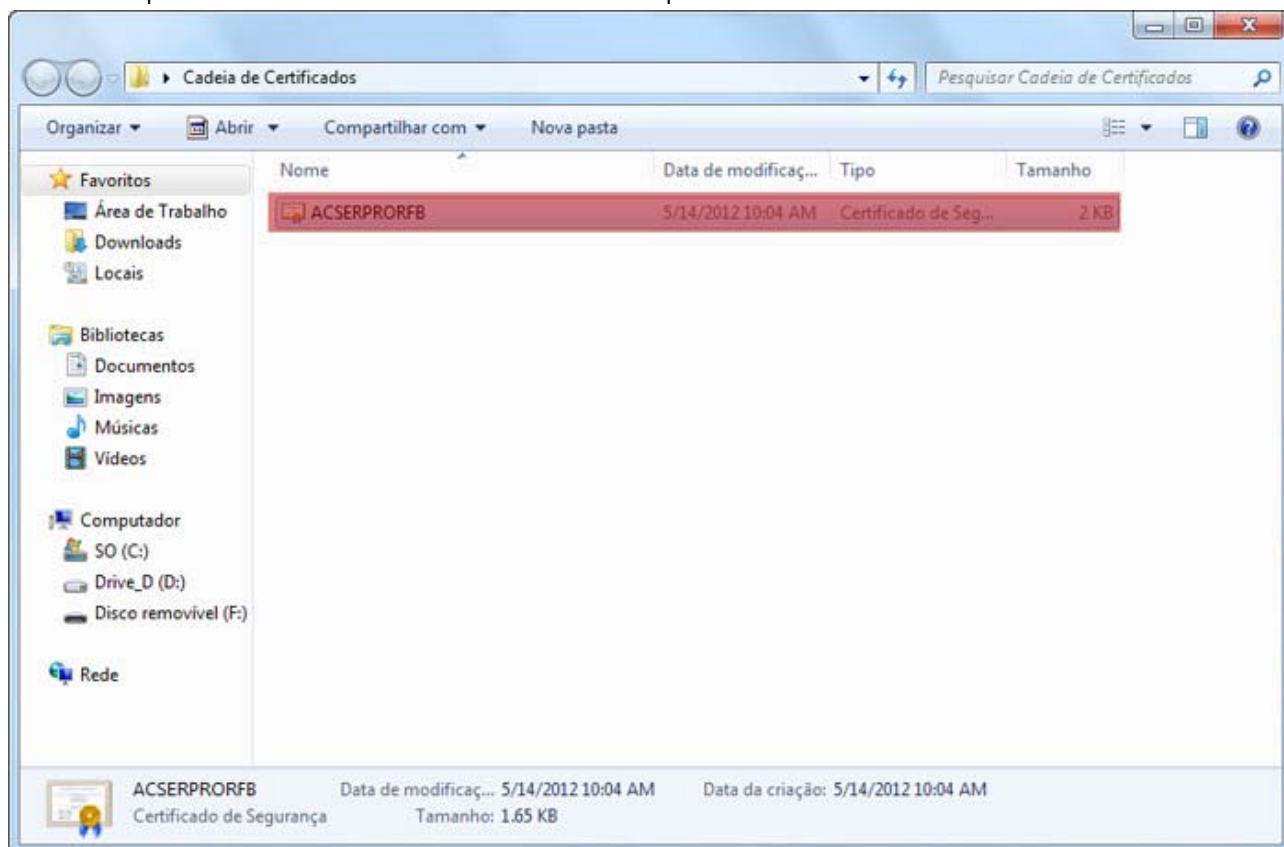 Cadeia de Certificados
Pesquisar Cadeia de Certificados
Organizar Abrir Compartilhar com Nova pasta
Nome Data de modificaç... Tipo Tamanho
ACSERPRORFB 5/14/2012 10:04 AM Certificado de Seg... 2 KB
Favoritos
Área de Trabalho
Downloads
Locais
Bibliotecas
Documentos
Imagens
Músicas
Vídeos
Computador
SO (C:)
Drive_D (D:)
Disco removível (F:)
Rede
ACSERPRORFB Data de modificaç... 5/14/2012 10:04 AM Data da criação: 5/14/2012 10:04 AM
Certificado de Segurança Tamanho: 1.65 KB